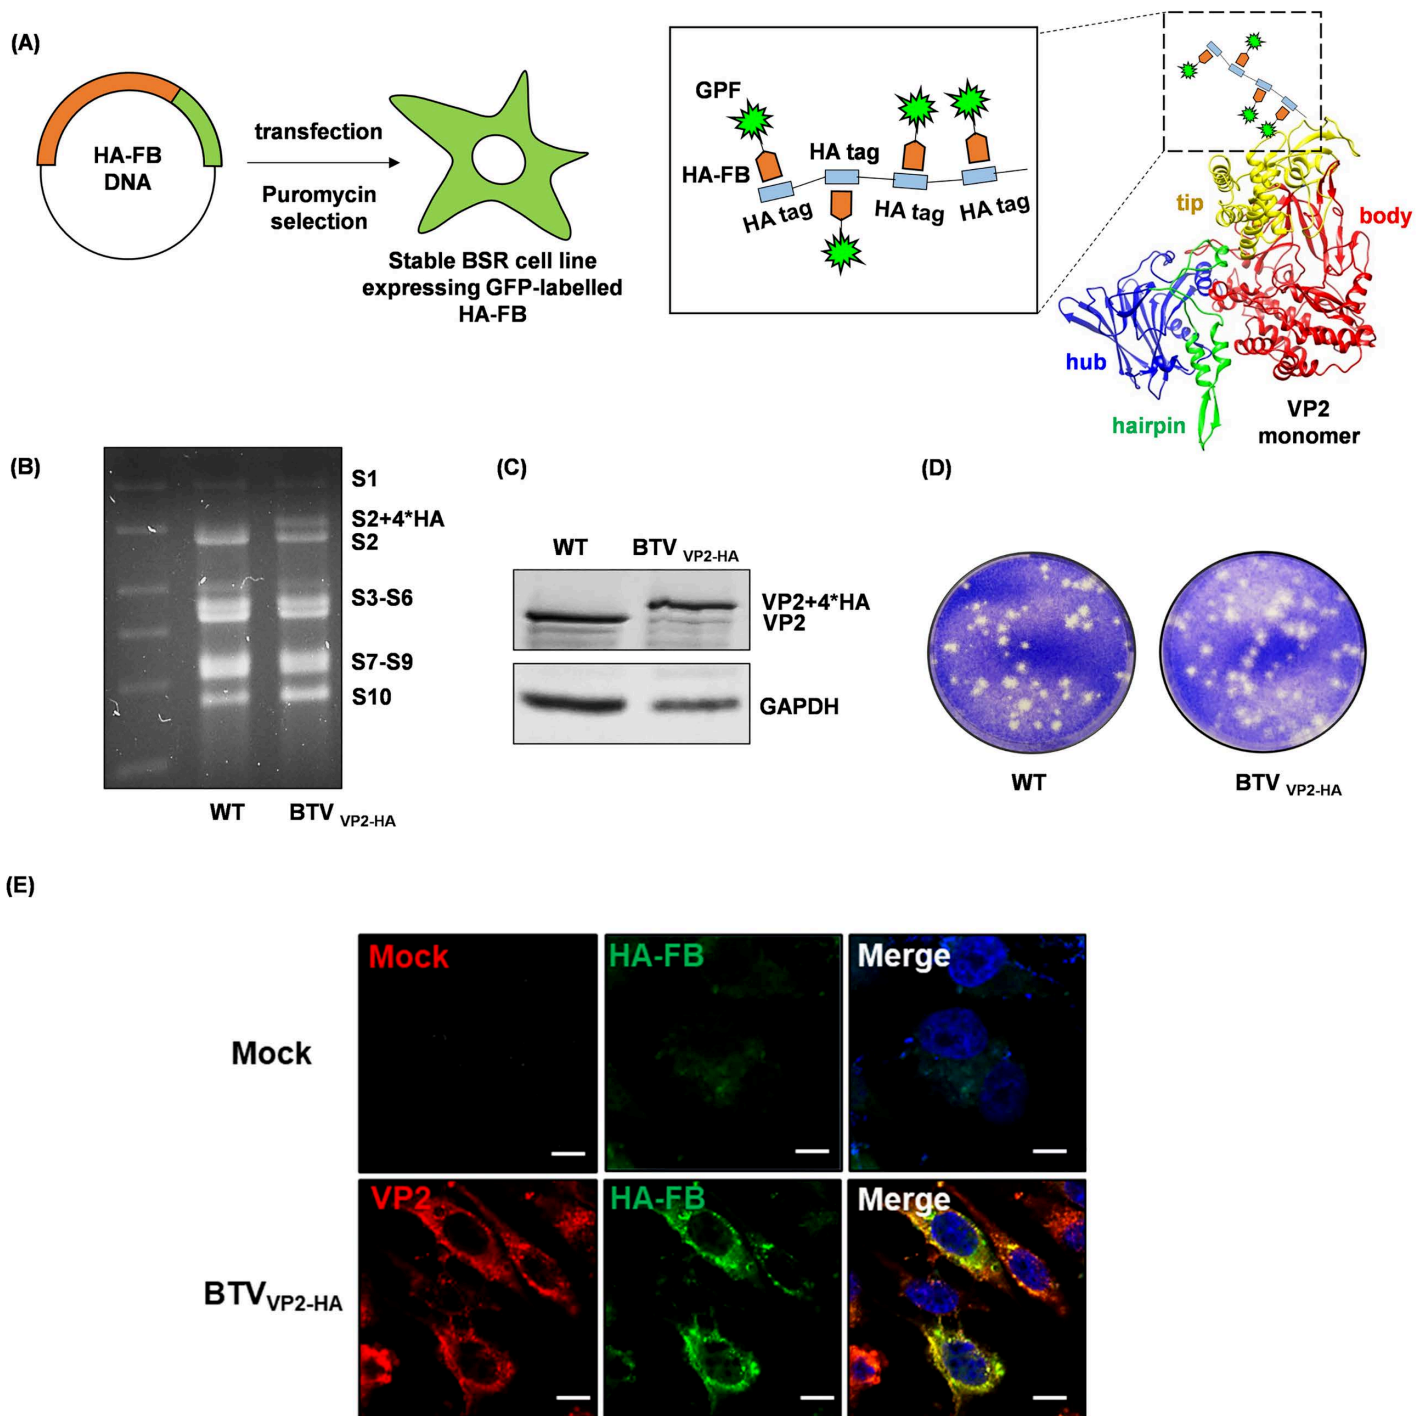 (A)
HA-FB
DNA
transfection
Puromycin
selection
Stable BSR cell line
expressing GFP-labelled
HA-FB
GPF
HA-FB
HA tag
HA tag
HA tag
HA tag
tip
body
hub
hairpin
VP2
monomer
(B)
S1
S2+4*HA
S2
S3-S6
S7-S9
S10
WT
BTV VP2-HA
(C)
WT
BTV VP2-HA
VP2+4*HA
VP2
GAPDH
(D)
WT
BTV VP2-HA
(E)
Mock
Mock
HA-FB
Merge
BTVVP2-HA
VP2
HA-FB
Merge